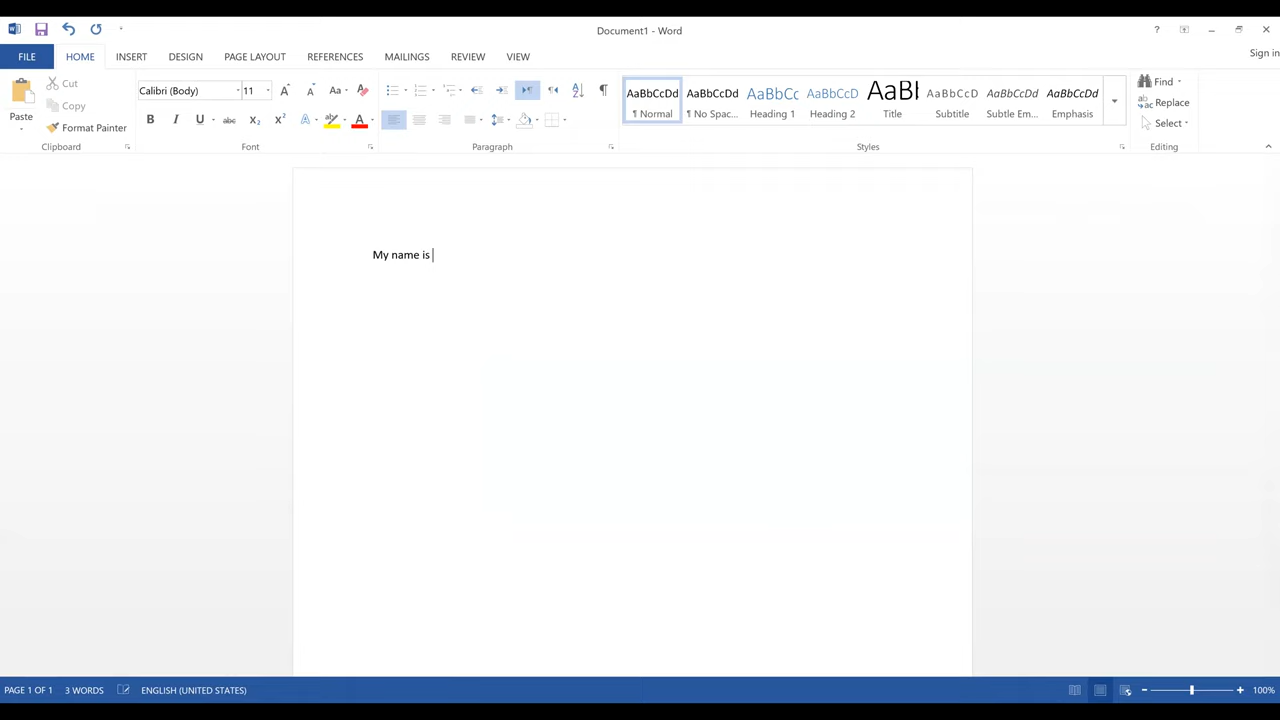 Document1 - Word
Sign in
FILE HOME INSERT DESIGN PAGE LAYOUT REFERENCES MAILINGS REVIEW VIEW
Paste
Cut
Copy
Format Painter
Clipboard
Calibri (Body) 11
Font
Paragraph
AaBbCcDd AaBbCcDd AaBbCc AaBbCcD AaBl AaBbCcD AaBbCcDd AaBbCcDd
¶ Normal ¶ No Spac... Heading 1 Heading 2 Title Subtitle Subtle Em... Emphasis
Styles
Find
Replace
Select
Editing
My name is
PAGE 1 OF 1 3 WORDS ENGLISH (UNITED STATES) 100%